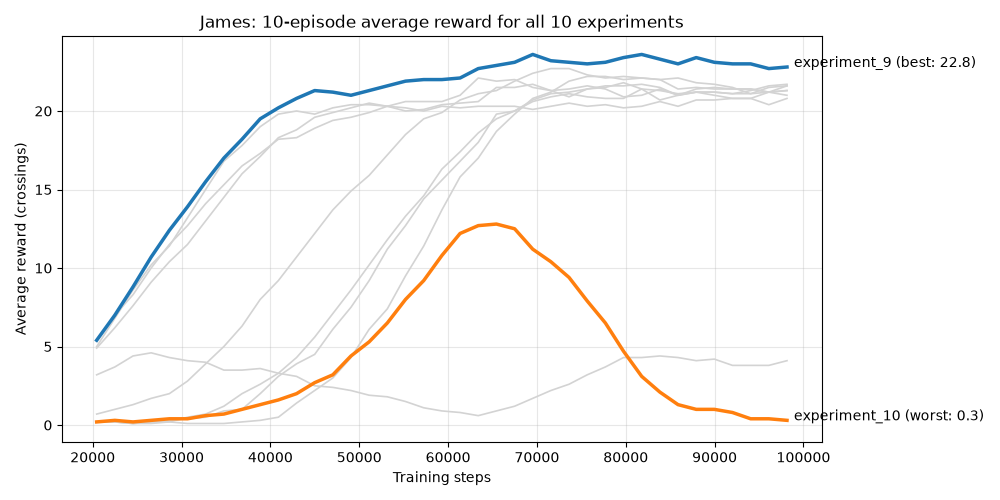 James: 10-episode average reward for all 10 experiments
Average reward (crossings)
20
15
10
5
0
experiment_9 (best: 22.8)
experiment_10 (worst: 0.3)
20000 30000 40000 50000 60000 70000 80000 90000 100000
Training steps